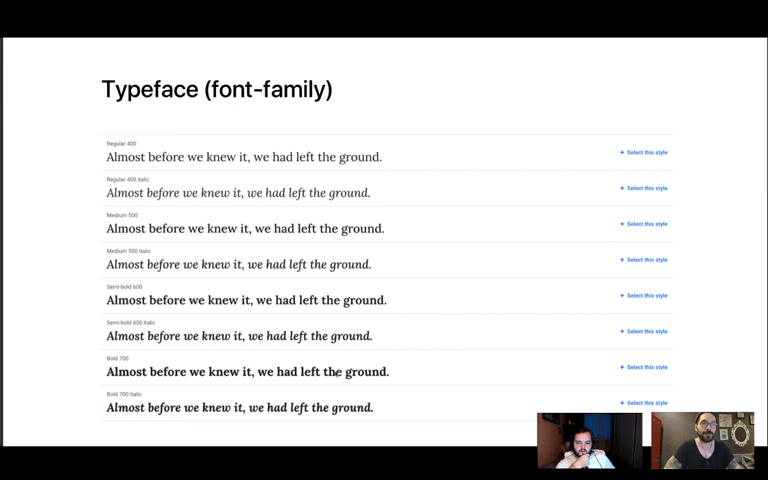 Typeface (font-family)
Regular 400
Almost before we knew it, we had left the ground.
+ Select this style
Regular 400 italic
Almost before we knew it, we had left the ground.
+ Select this style
Medium 500
Almost before we knew it, we had left the ground.
+ Select this style
Medium 500 italic
Almost before we knew it, we had left the ground.
+ Select this style
Semi-bold 600
Almost before we knew it, we had left the ground.
+ Select this style
Semi-bold 600 italic
Almost before we knew it, we had left the ground.
+ Select this style
Bold 700
Almost before we knew it, we had left the ground.
+ Select this style
Bold 700 italic
Almost before we knew it, we had left the ground.
+ Select this style